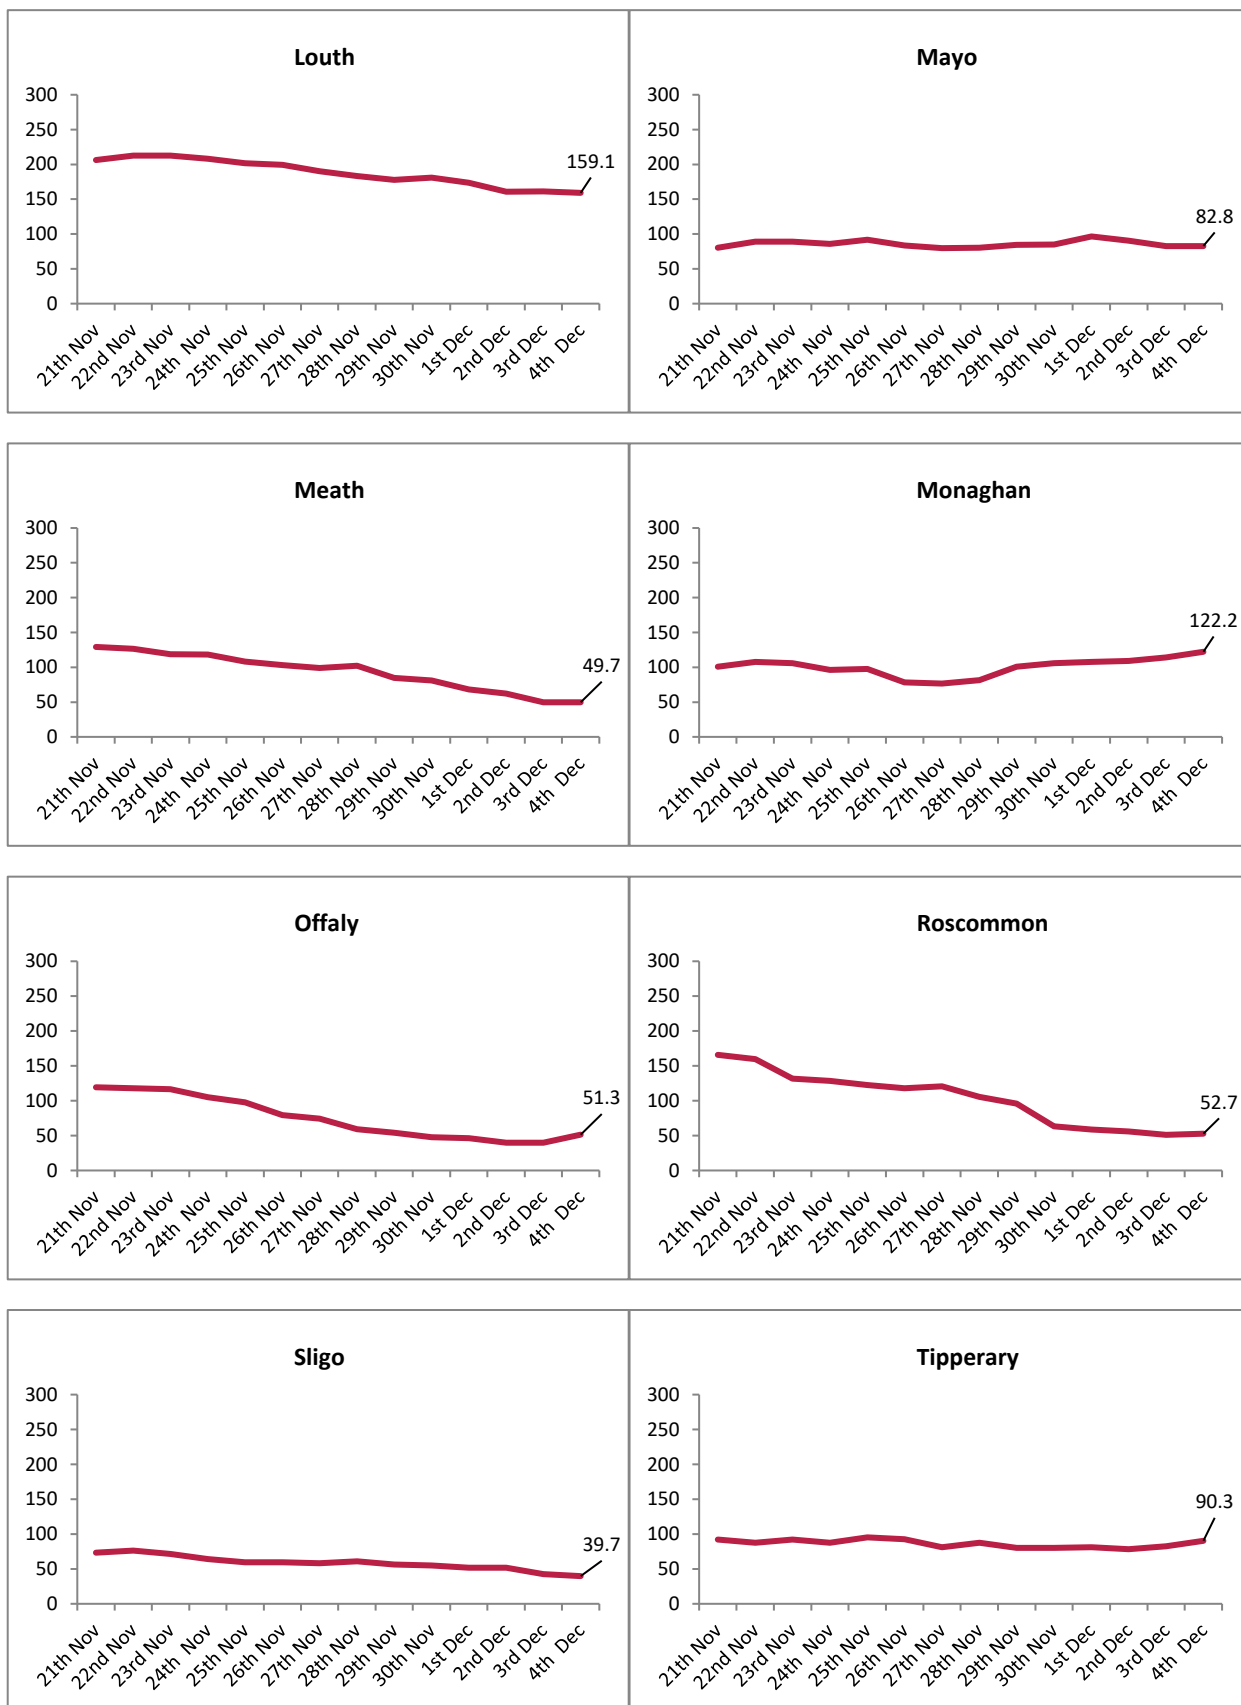 Louth
300
250
200
150
100
50
0
159.1
21th Nov
22nd Nov
23rd Nov
24th  Nov
25th Nov
26th Nov
27th Nov
28th Nov
29th Nov
30th Nov
1st Dec
2nd Dec
3rd Dec
4th  Dec
Mayo
300
250
200
150
100
50
0
82.8
21th Nov
22nd Nov
23rd Nov
24th  Nov
25th Nov
26th Nov
27th Nov
28th Nov
29th Nov
30th Nov
1st Dec
2nd Dec
3rd Dec
4th  Dec
Meath
300
250
200
150
100
50
0
49.7
21th Nov
22nd Nov
23rd Nov
24th  Nov
25th Nov
26th Nov
27th Nov
28th Nov
29th Nov
30th Nov
1st Dec
2nd Dec
3rd Dec
4th  Dec
Monaghan
300
250
200
150
100
50
0
122.2
21th Nov
22nd Nov
23rd Nov
24th  Nov
25th Nov
26th Nov
27th Nov
28th Nov
29th Nov
30th Nov
1st Dec
2nd Dec
3rd Dec
4th  Dec
Offaly
300
250
200
150
100
50
0
51.3
21th Nov
22nd Nov
23rd Nov
24th  Nov
25th Nov
26th Nov
27th Nov
28th Nov
29th Nov
30th Nov
1st Dec
2nd Dec
3rd Dec
4th  Dec
Roscommon
300
250
200
150
100
50
0
52.7
21th Nov
22nd Nov
23rd Nov
24th  Nov
25th Nov
26th Nov
27th Nov
28th Nov
29th Nov
30th Nov
1st Dec
2nd Dec
3rd Dec
4th  Dec
Sligo
300
250
200
150
100
50
0
39.7
21th Nov
22nd Nov
23rd Nov
24th  Nov
25th Nov
26th Nov
27th Nov
28th Nov
29th Nov
30th Nov
1st Dec
2nd Dec
3rd Dec
4th  Dec
Tipperary
300
250
200
150
100
50
0
90.3
21th Nov
22nd Nov
23rd Nov
24th  Nov
25th Nov
26th Nov
27th Nov
28th Nov
29th Nov
30th Nov
1st Dec
2nd Dec
3rd Dec
4th  Dec